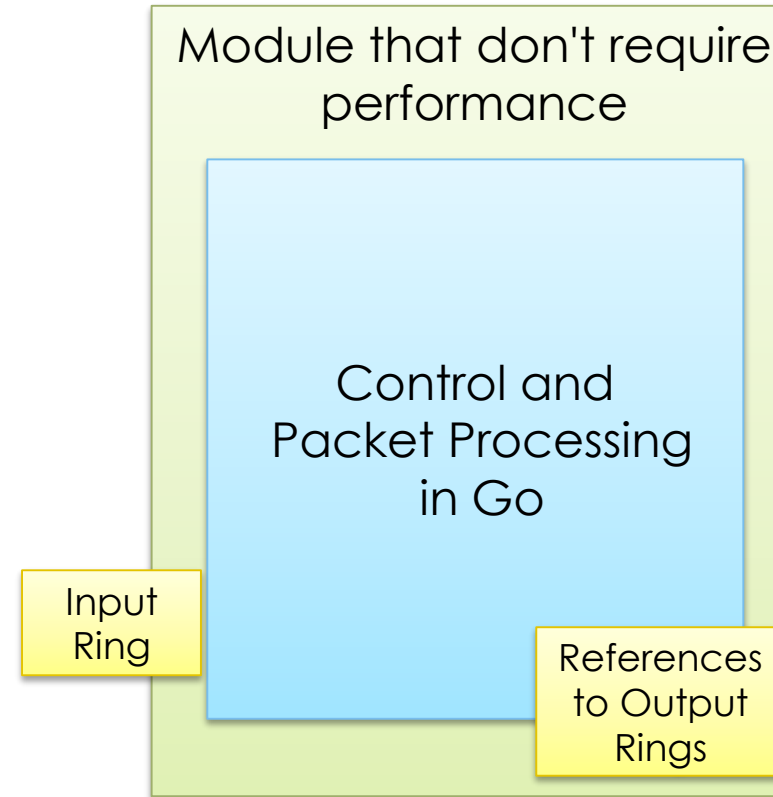 Module that don't require
performance
Control and
Packet Processing
in Go
Input
Ring
References
to Output
Rings